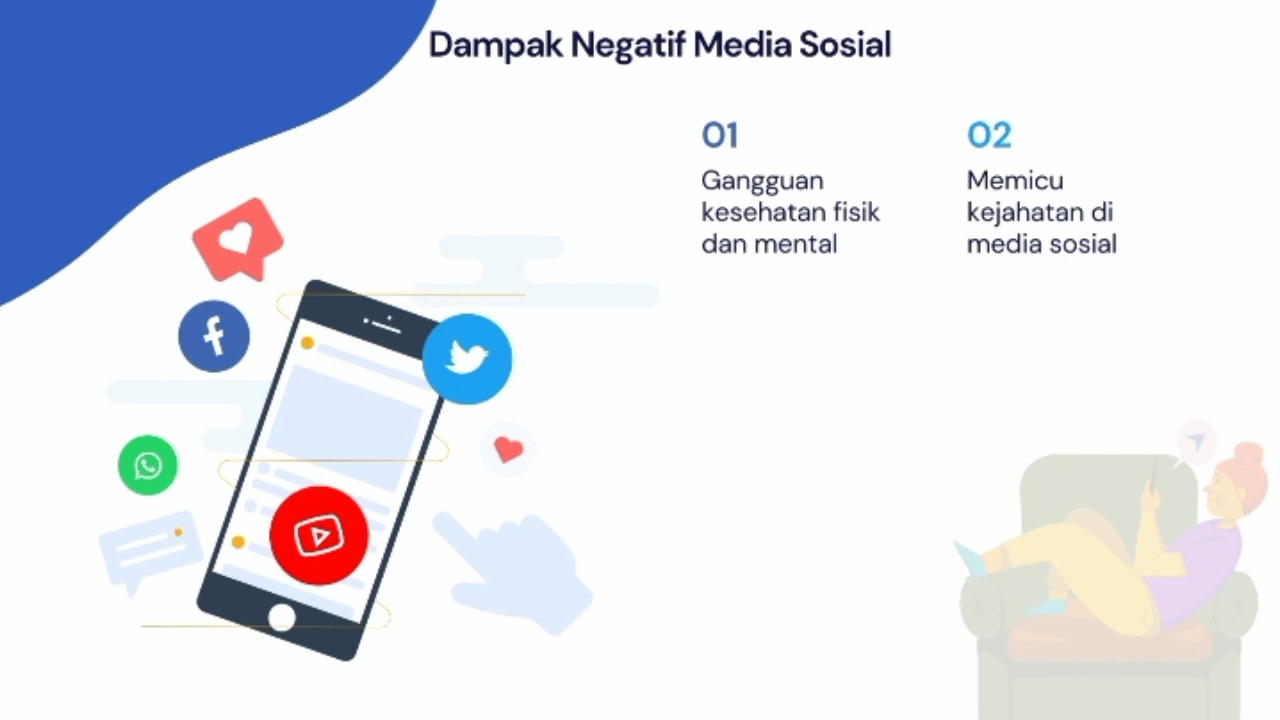 Dampak Negatif Media Sosial
01
Gangguan
kesehatan fisik
dan mental
02
Memicu
kejahatan di
media sosial